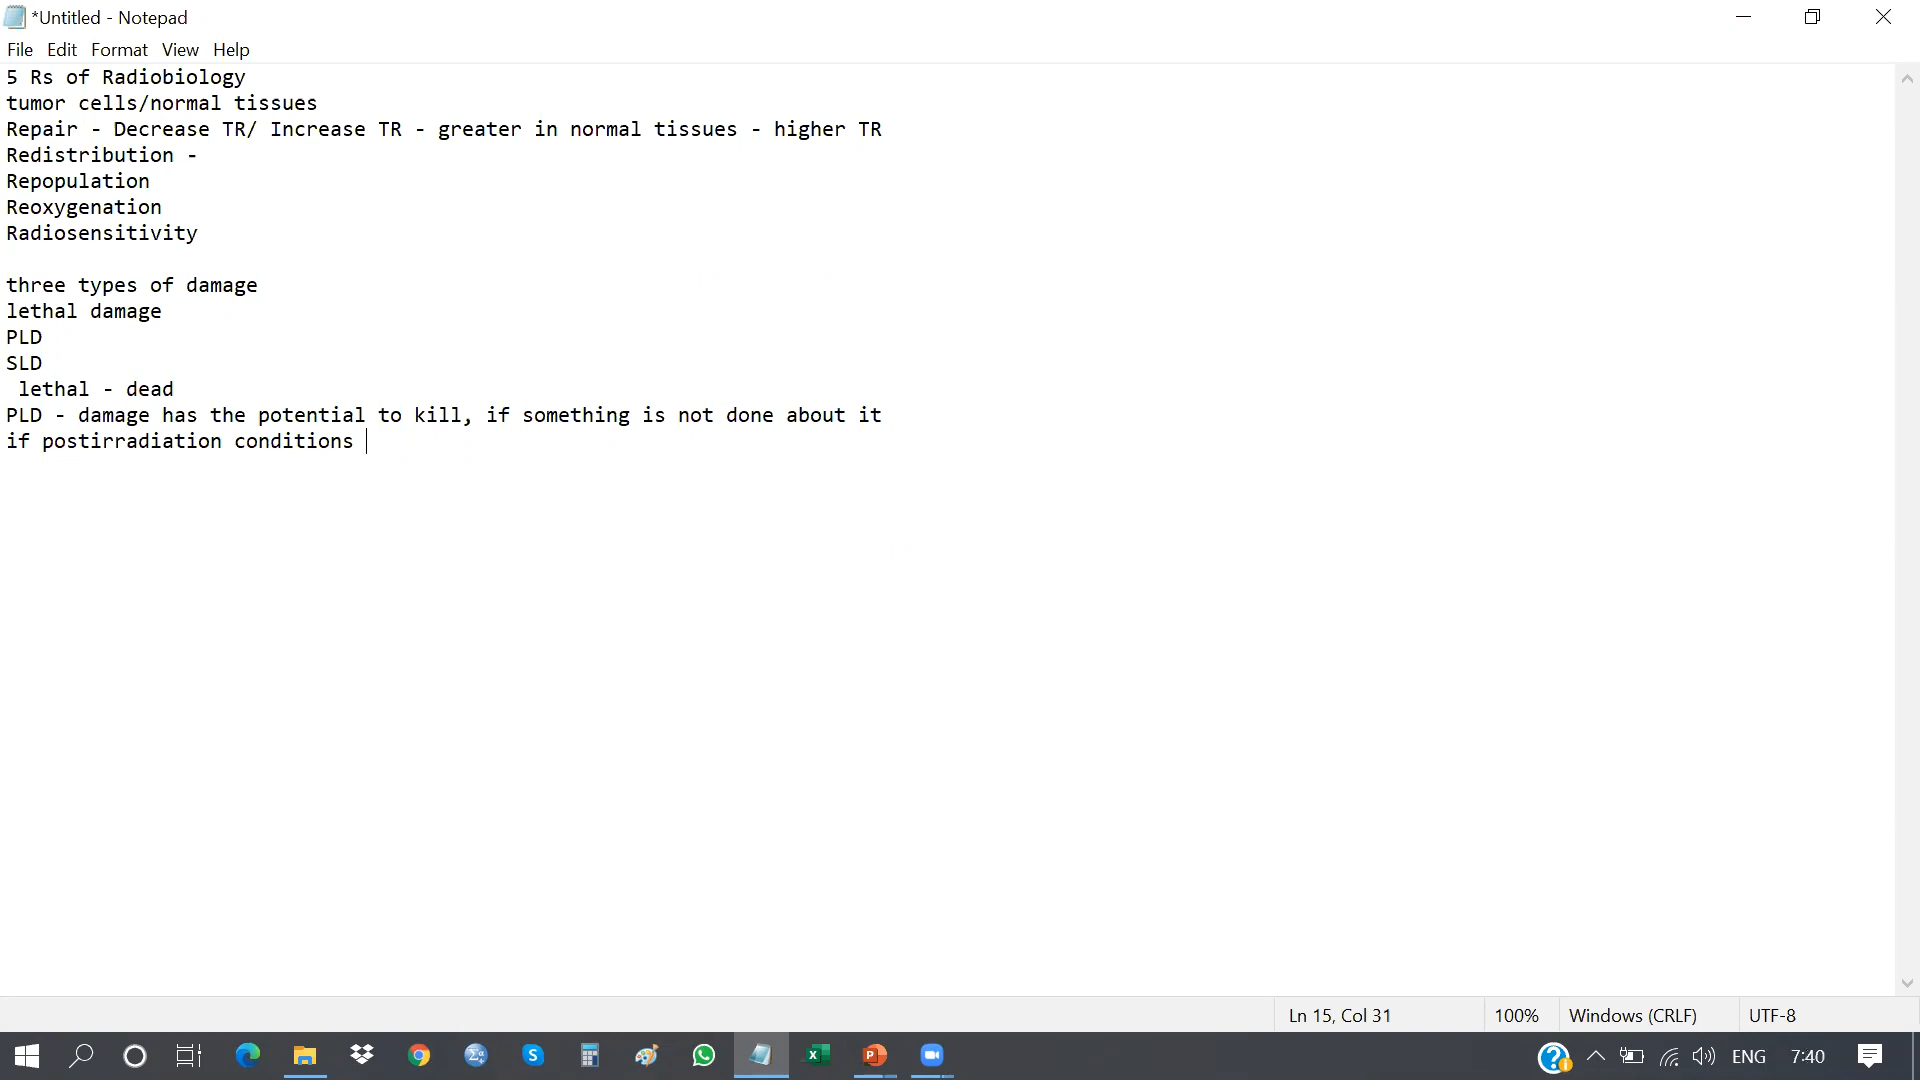 *Untitled - Notepad
File Edit Format View Help
5 Rs of Radiobiology
tumor cells/normal tissues
Repair - Decrease TR/ Increase TR - greater in normal tissues - higher TR
Redistribution -
Repopulation
Reoxygenation
Radiosensitivity
three types of damage
lethal damage
PLD
SLD
lethal - dead
PLD - damage has the potential to kill, if something is not done about it
if postirradiation conditions
Ln 15, Col 31 100% Windows (CRLF) UTF-8
ENG 7:40